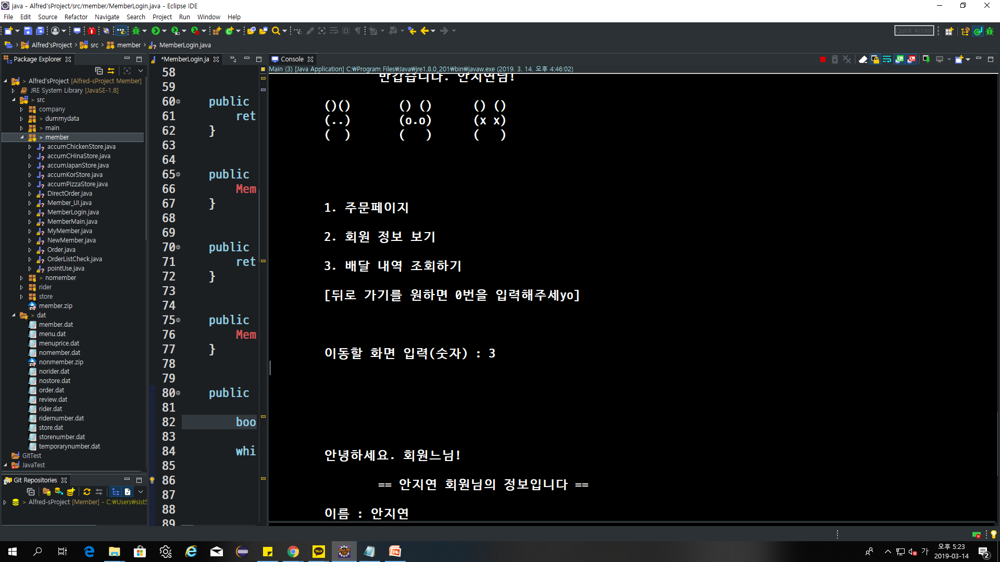 java - Alfred'sProject/src/member/MemberLogin.java - Eclipse IDE
File Edit Source Refactor Navigate Search Project Run Window Help
Quick Access
Alfred'sProject > src > member > MemberLogin.java
Package Explorer
> Alfred'sProject [Alfred-sProject Member]
JRE System Library [JavaSE-1.8]
> src
company
> dummydata
> main
> member
accumChickenStore.java
accumCHinaStore.java
accumJapanStore.java
accumKorStore.java
accumPizzaStore.java
DirectOrder.java
Member_UI.java
MemberLogin.java
MemberMain.java
MyMember.java
NewMember.java
Order.java
OrderListCheck.java
pointUse.java
> nomember
rider
store
member.zip
> dat
member.dat
menu.dat
menuprice.dat
nomember.dat
nonmember.zip
norider.dat
nostore.dat
order.dat
review.dat
rider.dat
ridernumber.dat
store.dat
storenumber.dat
temporarynumber.dat
GitTest
JavaTest
Git Repositories
> Alfred-sProject [Member] - C:₩Users₩sist5
*MemberLogin.ja
»4
58
59
60 public
61 ret
62 }
63
64
65 public
66 Mem
67 }
68
69
70 public
71 ret
72 }
73
74
75 public
76 Mem
77 }
78
79
80 public
81
82 boo
83
84 whi
85
86
87
88
89
Console
Main (3) [Java Application] C:₩Program Files₩Java₩jre1.8.0_201₩bin₩javaw.exe (2019. 3. 14. 오후 4:46:02)
반갑습니다. 안지연님!
()() () () () ()
(..) (o.o) (x x)
( ) ( ) ( )
1. 주문페이지
2. 회원 정보 보기
3. 배달 내역 조회하기
[뒤로 가기를 원하면 0번을 입력해주세yo]
이동할 화면 입력(숫자) : 3
안녕하세요. 회원느님!
== 안지연 회원님의 정보입니다 ==
이름 : 안지연
TALK
가
오후 5:23
2019-03-14
2